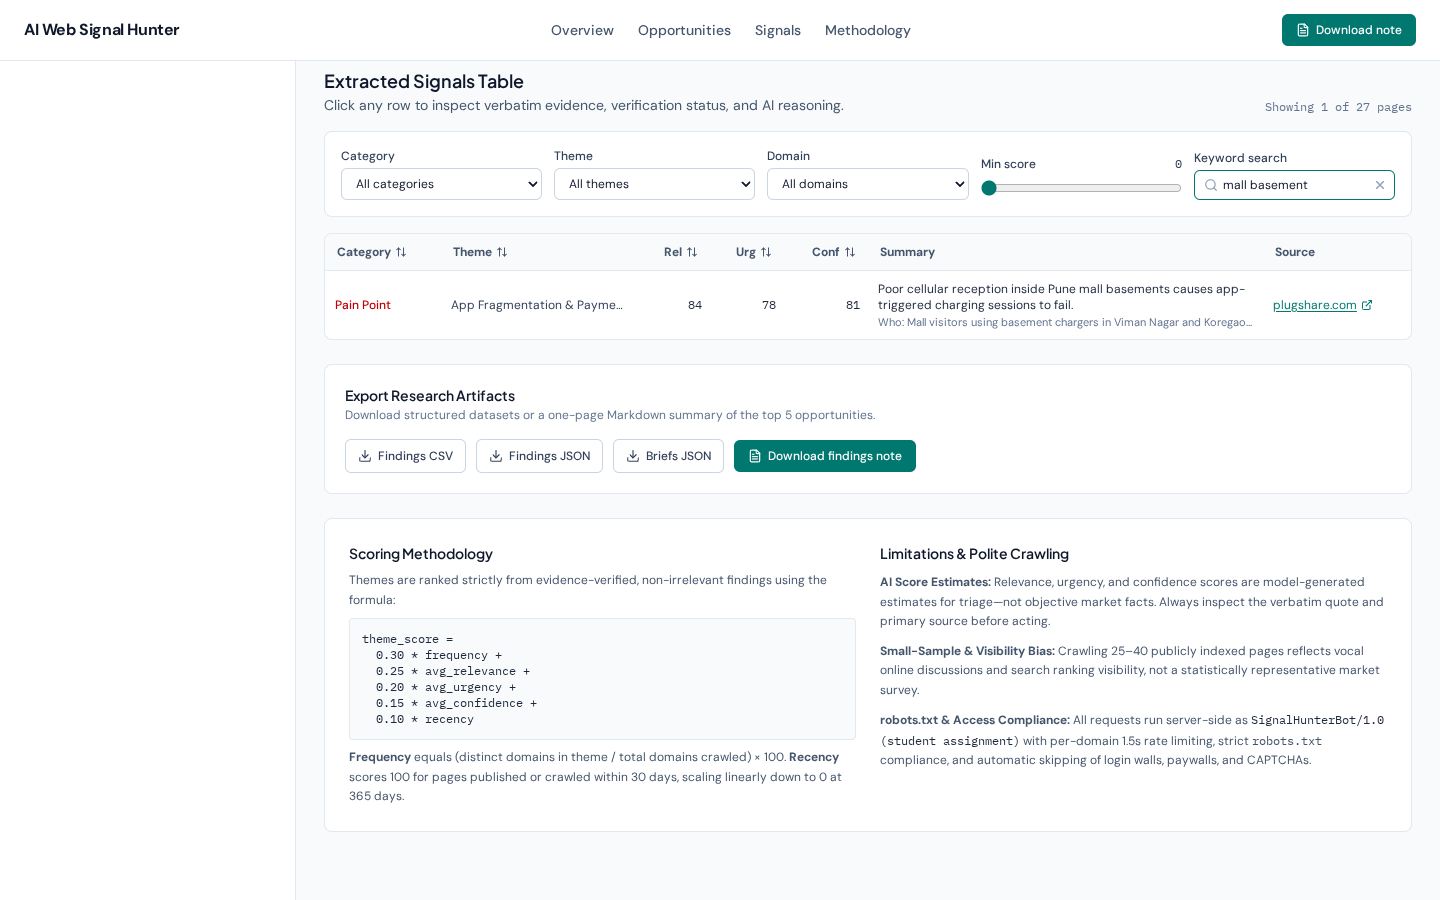 AI Web Signal Hunter
Overview
Opportunities
Signals
Methodology
Download note
Extracted Signals Table
Click any row to inspect verbatim evidence, verification status, and AI reasoning.
Showing 1 of 27 pages
Category
All categories
Theme
All themes
Domain
All domains
Min score
0
Keyword search
mall basement
Category
Theme
Rel
Urg
Conf
Summary
Source
Pain Point
App Fragmentation & Payme...
84
78
81
Poor cellular reception inside Pune mall basements causes app-
triggered charging sessions to fail.
Who: Mall visitors using basement chargers in Viman Nagar and Koregao...
plugshare.com
Export Research Artifacts
Download structured datasets or a one-page Markdown summary of the top 5 opportunities.
Findings CSV
Findings JSON
Briefs JSON
Download findings note
Scoring Methodology
Themes are ranked strictly from evidence-verified, non-irrelevant findings using the
formula:
theme_score =
0.30 * frequency +
0.25 * avg_relevance +
0.20 * avg_urgency +
0.15 * avg_confidence +
0.10 * recency
Frequency equals (distinct domains in theme / total domains crawled) × 100. Recency
scores 100 for pages published or crawled within 30 days, scaling linearly down to 0 at
365 days.
Limitations & Polite Crawling
AI Score Estimates: Relevance, urgency, and confidence scores are model-generated
estimates for triage—not objective market facts. Always inspect the verbatim quote and
primary source before acting.
Small-Sample & Visibility Bias: Crawling 25–40 publicly indexed pages reflects vocal
online discussions and search ranking visibility, not a statistically representative market
survey.
robots.txt & Access Compliance: All requests run server-side as SignalHunterBot/1.0
(student assignment) with per-domain 1.5s rate limiting, strict robots.txt
compliance, and automatic skipping of login walls, paywalls, and CAPTCHAs.